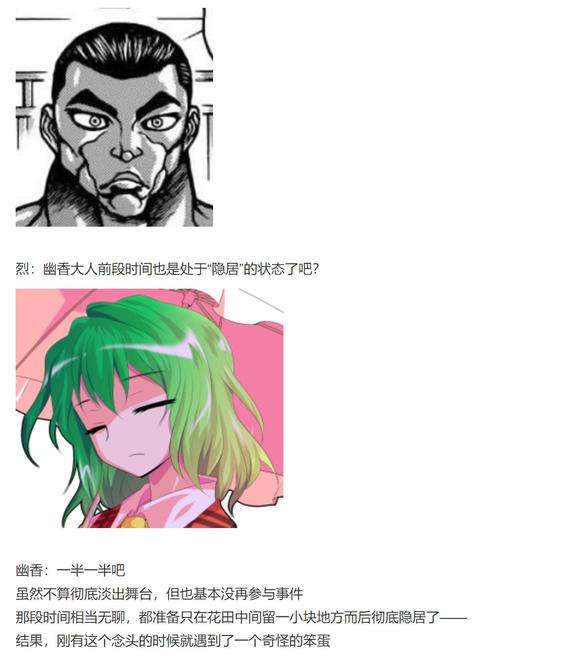 烈：幽香大人前段时间也是处于“隐居”的状态了吧？
幽香：一半一半吧
虽然不算彻底淡出舞台，但也基本没再参与事件
那段时间相当无聊，都准备只在花田中间留一小块地方而后彻底隐居了——
结果，刚有这个念头的时候就遇到了一个奇怪的笨蛋